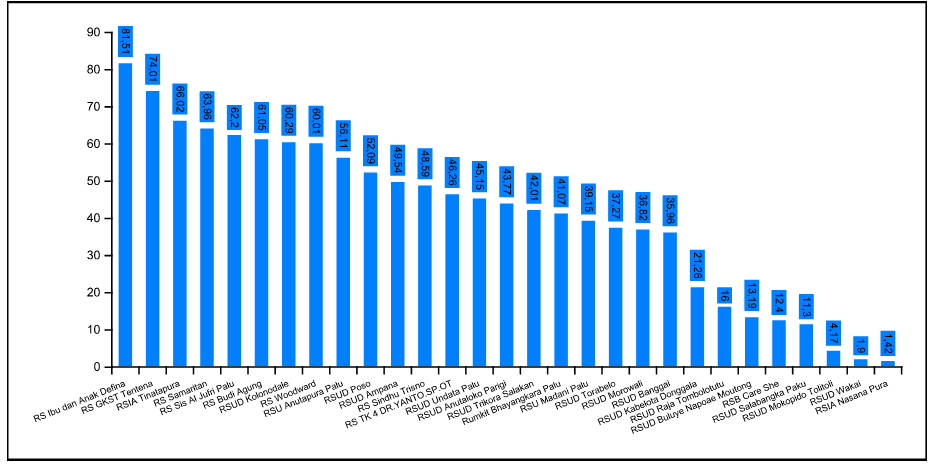 90
80
70
60
50
40
30
20
10
0
81,51
74,01
66,02
63,96
62,2
61,05
60,29
60,01
56,11
52,09
49,54
48,59
46,26
45,15
43,77
42,01
41,07
39,15
37,27
36,82
35,96
21,26
16
13,19
12,4
11,3
4,17
1,9
1,42
RS Ibu dan Anak Defina
RS GKST Tentena
RSIA Tinatapura
RS Samaritan
RS Sis Al Jufri Palu
RS Budi Agung
RSUD Kolonodale
RS Woodward
RSU Anutapura Palu
RSUD Poso
RSUD Ampana
RS Sindhu Trisno
RS TK 4 DR.YANTO.SP.OT
RSUD Undata Palu
RSUD Anutaloko Parigi
RSUD Trikora Salakan
Rumkit Bhayangkara Palu
RSU Madani Palu
RSUD Torabelo
RSUD Morowali
RSUD Banggai
RSUD Kabelota Donggala
RSUD Raja Tombolotutu
RSUD Buluye Napoae Moutong
RSB Care She
RSUD Salabangka Paku
RSUD Mokopido Tolitoli
RSUD Wakai
RSIA Nasana Pura